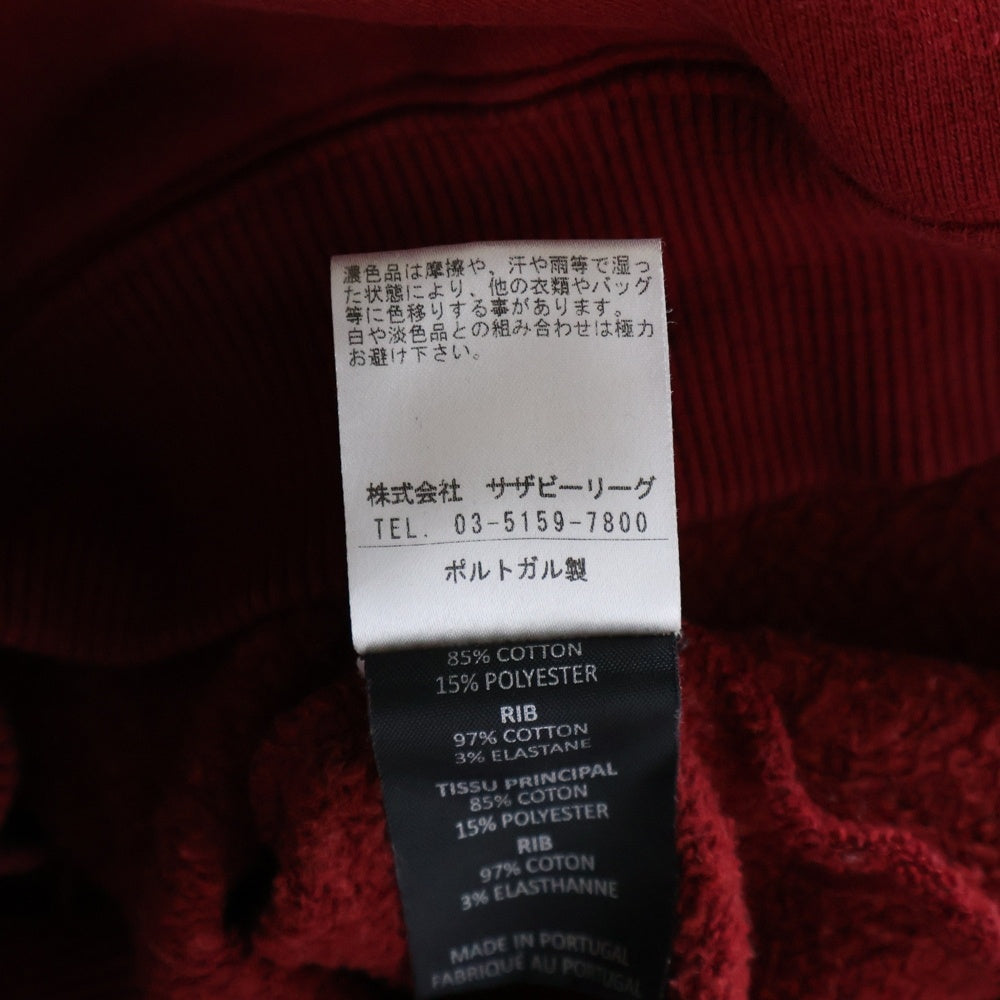 濃色品は摩擦や、汗や雨等で湿っ
た状態により、他の衣類やバッグ
等に色移りする事があります。
白や淡色品との組み合わせは極力
お避け下さい。
株式会社 サザビーリーグ
TEL. 03-5159-7800
ポルトガル製
85% COTTON
15% POLYESTER
RIB
97% COTTON
3% ELASTANE
TISSU PRINCIPAL
85% COTON
15% POLYESTER
RIB
97% COTON
3% ELASTHANNE
MADE IN PORTUGAL
FABRIQUÉ AU PORTUGAL